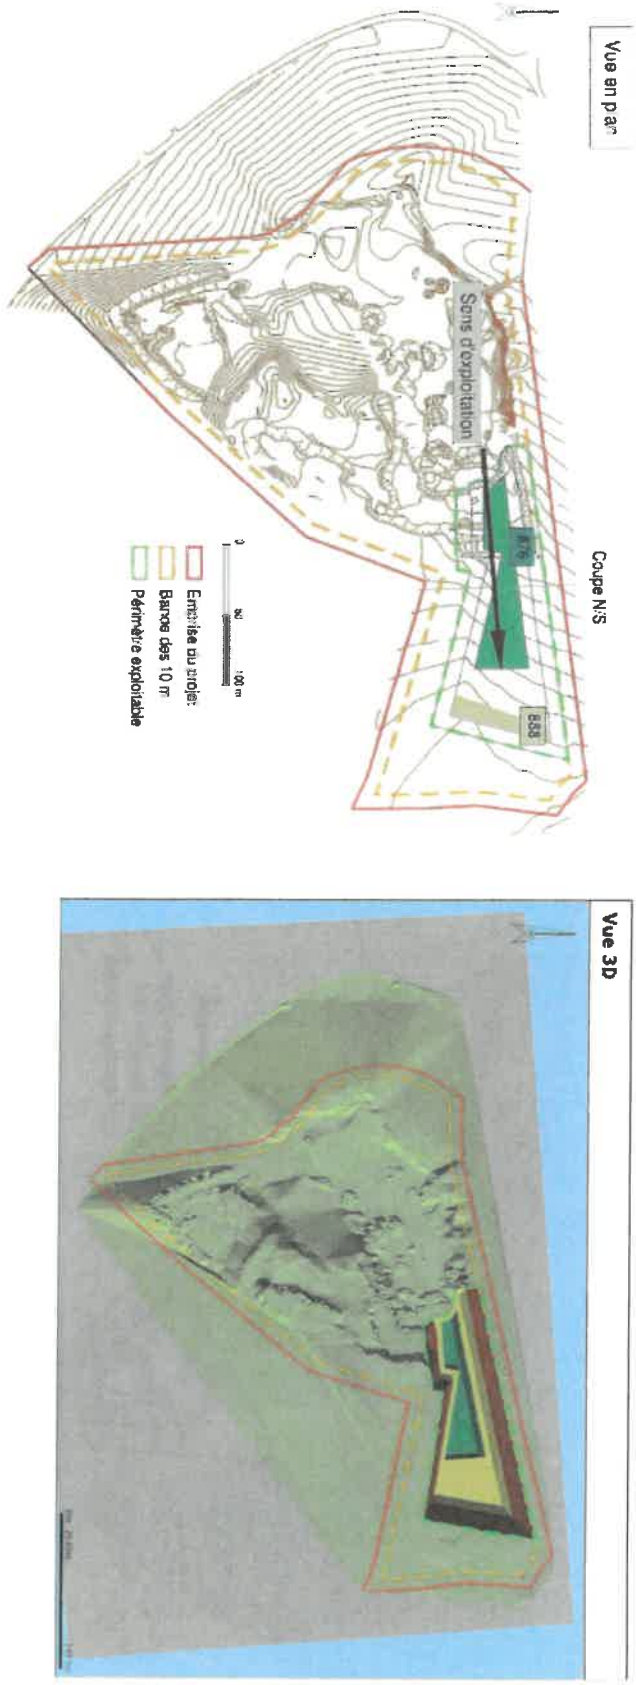 Vue en plan
Sens d'exploitation
876
888
Coupe N/S
0
50
100 m
Emprise du projet
Bande des 10 m
Périmètre exploitable
Vue 3D